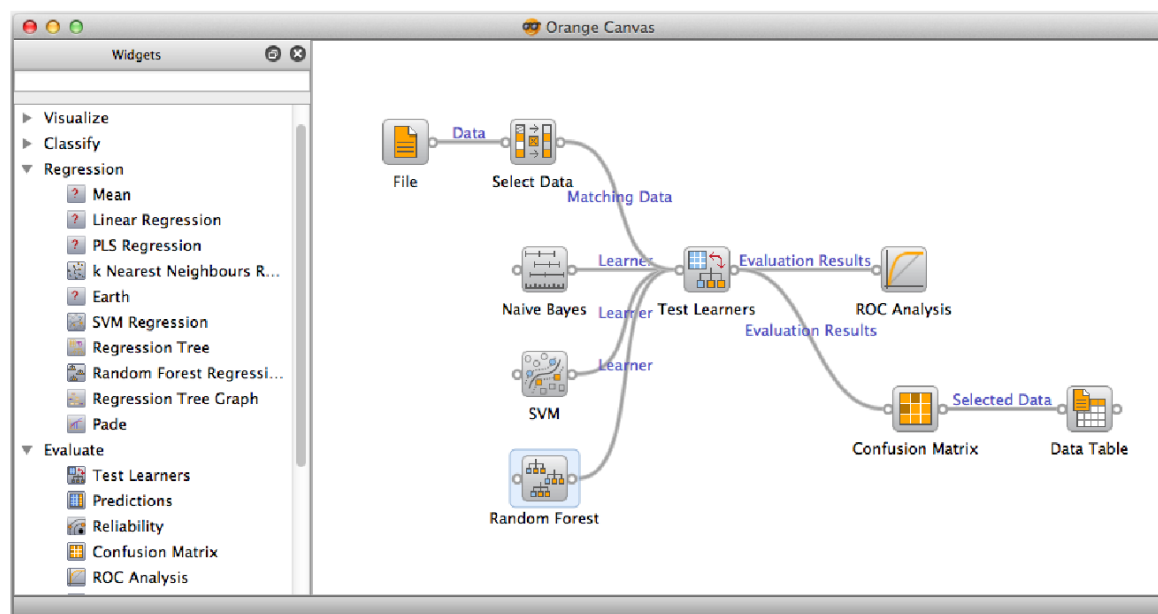 Orange Canvas
Widgets
Visualize
Classify
Regression
Mean
Linear Regression
PLS Regression
k Nearest Neighbours R...
Earth
SVM Regression
Regression Tree
Random Forest Regressi...
Regression Tree Graph
Pade
Evaluate
Test Learners
Predictions
Reliability
Confusion Matrix
ROC Analysis
Data
File
Select Data
Matching Data
Learner
Evaluation Results
Naive Bayes
Learner
Test Learners
ROC Analysis
Evaluation Results
Learner
SVM
Selected Data
Confusion Matrix
Data Table
Random Forest